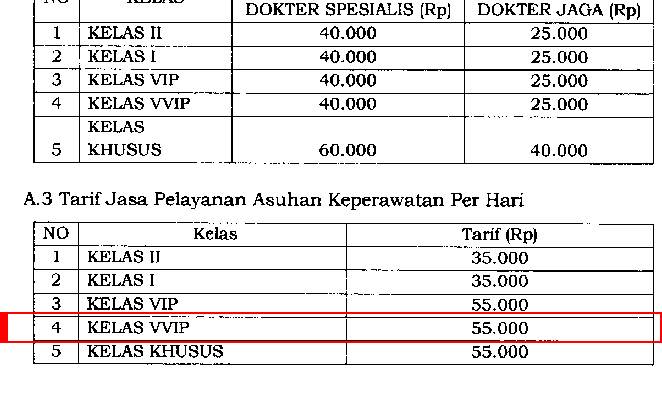 NO KELAS
DOKTER SPESIALIS (Rp) DOKTER JAGA (Rp)
1 KELAS II 40.000 25.000
2 KELAS I 40.000 25.000
3 KELAS VIP 40.000 25.000
4 KELAS VVIP 40.000 25.000
KELAS
5 KHUSUS 60.000 40.000
A.3 Tarif Jasa Pelayanan Asuhan Keperawatan Per Hari
NO Kelas Tarif (Rp)
1 KELAS II 35.000
2 KELAS I 35.000
3 KELAS VIP 55.000
4 KELAS VVIP 55.000
5 KELAS KHUSUS 55.000